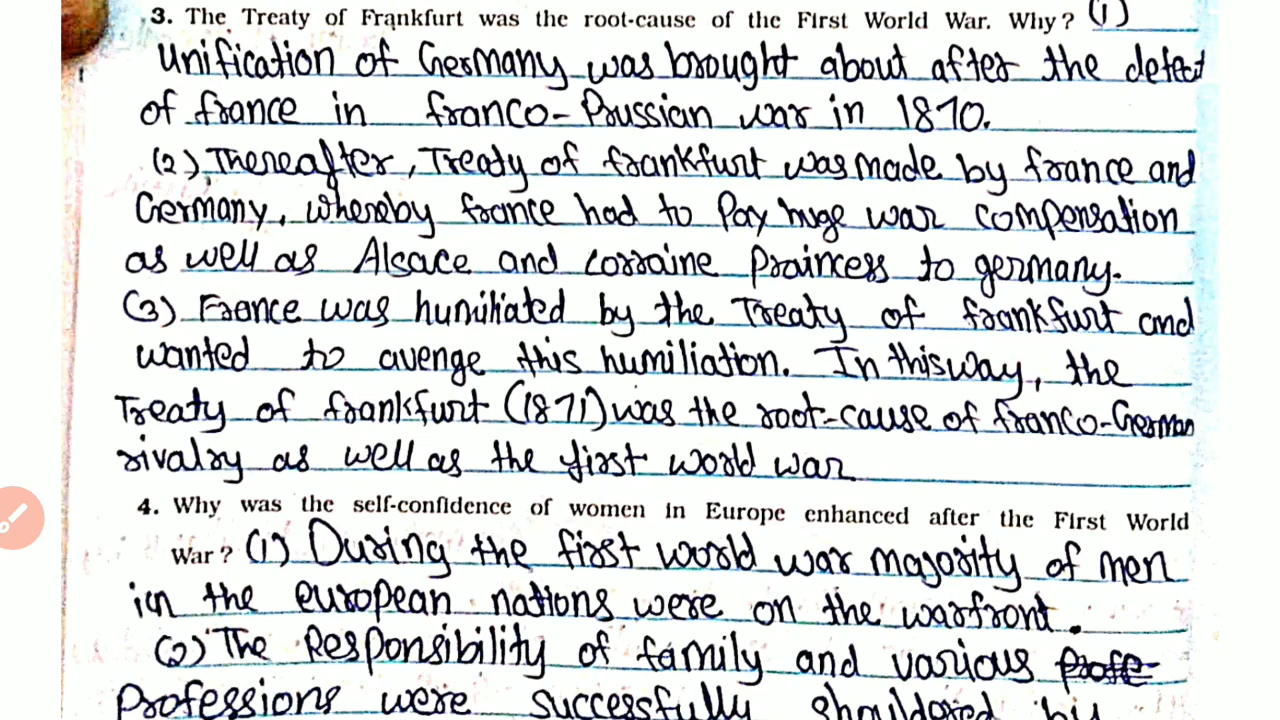 3. The Treaty of Frankfurt was the root-cause of the First World War. Why? (1)
Unification of Germany was brought about after the defect
of france in franco-Prussian war in 1870.
(2) Thereafter, Treaty of frankfurt was made by france and
Germany, whereby france had to Pay huge war compensation
as well as Alsace and Lorraine Praincess to germany.
(3) France was humiliated by the Treaty of frankfurt and
wanted to avenge this humiliation. In this way, the
Treaty of frankfurt (1871) was the root-cause of franco-German
rivalry as well as the first world war
4. Why was the self-confidence of women in Europe enhanced after the First World
War? (1) During the first world war majority of men
in the european nations were on the warfront.
(2) The Responsibility of family and various
Professions were successfully shouldered by